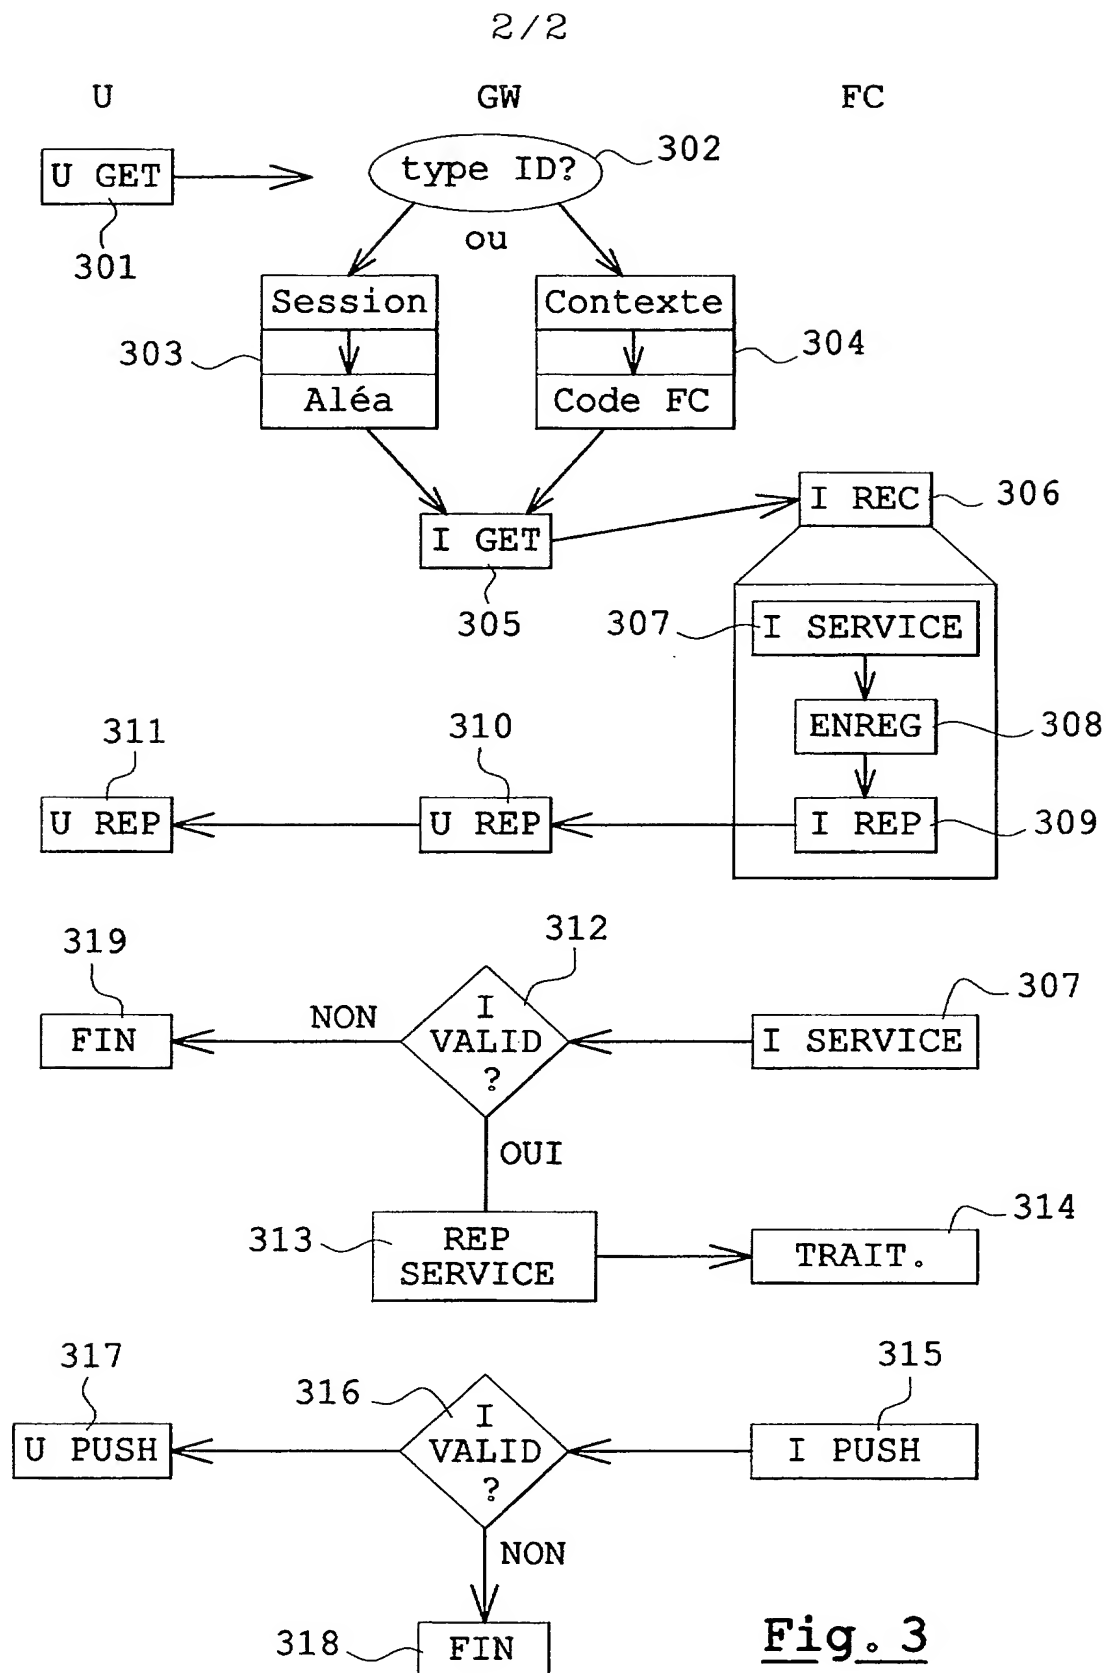 2/2
U GW FC
U GET
301
type ID?
302
ou
Session
Aléa
303
Contexte
Code FC
304
I GET
305
I REC
306
307
I SERVICE
ENREG
308
I REP
309
310
U REP
311
U REP
319
FIN
NON
312
I
VALID
?
307
I SERVICE
OUI
313
REP
SERVICE
314
TRAIT.
317
U PUSH
316
I
VALID
?
315
I PUSH
NON
318
FIN
Fig. 3